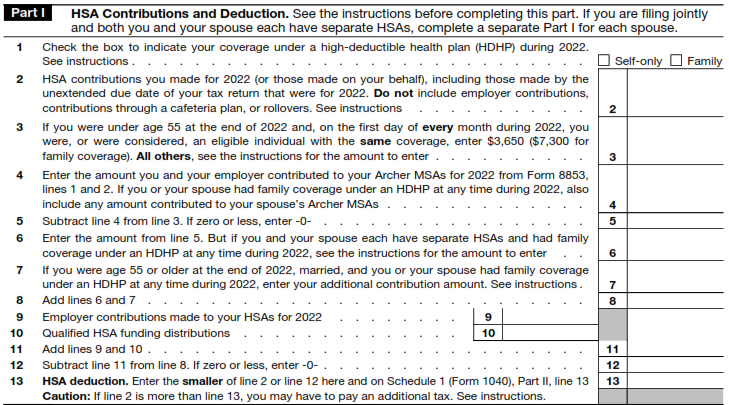 Part I HSA Contributions and Deduction. See the instructions before completing this part. If you are filing jointly
and both you and your spouse each have separate HSAs, complete a separate Part I for each spouse.
1 Check the box to indicate your coverage under a high-deductible health plan (HDHP) during 2022.
See instructions . . . . . . . . . . . . . . . . . . . . . . . . . . . . . Self-only Family
2 HSA contributions you made for 2022 (or those made on your behalf), including those made by the
unextended due date of your tax return that were for 2022. Do not include employer contributions,
contributions through a cafeteria plan, or rollovers. See instructions . . . . . . . . . . 2
3 If you were under age 55 at the end of 2022 and, on the first day of every month during 2022, you
were, or were considered, an eligible individual with the same coverage, enter $3,650 ($7,300 for
family coverage). All others, see the instructions for the amount to enter . . . . . . . . . . 3
4 Enter the amount you and your employer contributed to your Archer MSAs for 2022 from Form 8853,
lines 1 and 2. If you or your spouse had family coverage under an HDHP at any time during 2022, also
include any amount contributed to your spouse's Archer MSAs . . . . . . . . . . . . 4
5 Subtract line 4 from line 3. If zero or less, enter -0- . . . . . . . . . . . . . . . . 5
6 Enter the amount from line 5. But if you and your spouse each have separate HSAs and had family
coverage under an HDHP at any time during 2022, see the instructions for the amount to enter . . 6
7 If you were age 55 or older at the end of 2022, married, and you or your spouse had family coverage
under an HDHP at any time during 2022, enter your additional contribution amount. See instructions . 7
8 Add lines 6 and 7 . . . . . . . . . . . . . . . . . . . . . . . . . . . . 8
9 Employer contributions made to your HSAs for 2022 . . . . . . . 9
10 Qualified HSA funding distributions . . . . . . . . . . . . 10
11 Add lines 9 and 10 . . . . . . . . . . . . . . . . . . . . . . . . . . . . 11
12 Subtract line 11 from line 8. If zero or less, enter -0- . . . . . . . . . . . . . . . . 12
13 HSA deduction. Enter the smaller of line 2 or line 12 here and on Schedule 1 (Form 1040), Part II, line 13 13
Caution: If line 2 is more than line 13, you may have to pay an additional tax. See instructions.